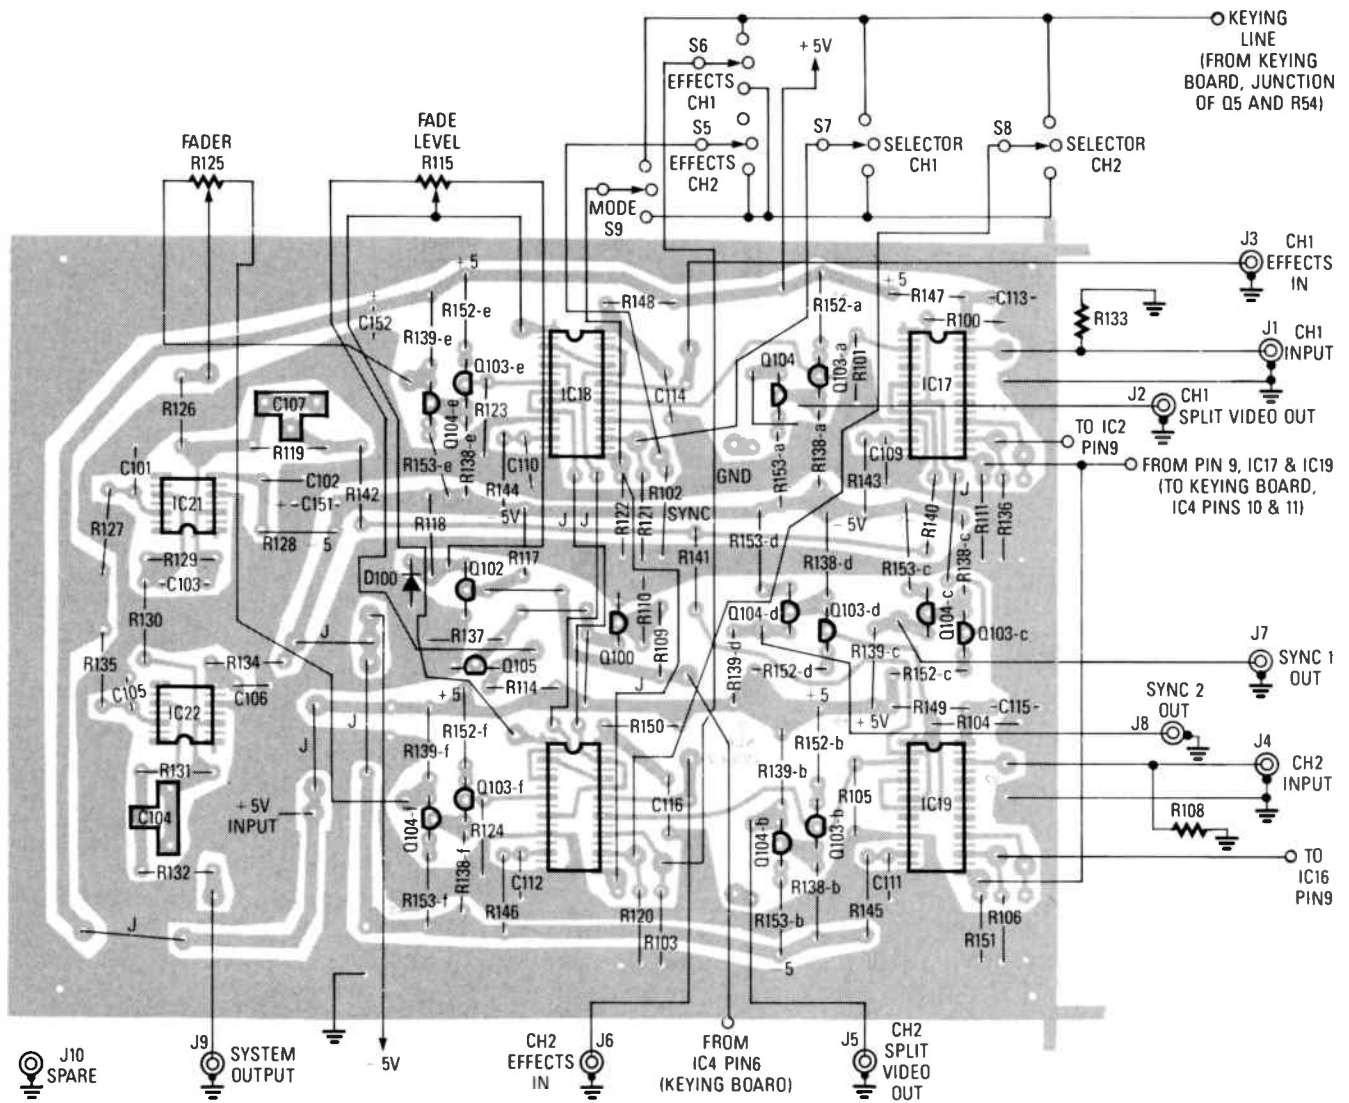 KEYING
LINE
(FROM KEYING
BOARD, JUNCTION
OF Q5 AND R54)
S6
EFFECTS
CH1
+5V
FADER
R125
FADE
LEVEL
R115
S5
EFFECTS
CH2
S7
SELECTOR
CH1
S8
SELECTOR
CH2
MODE
S9
J3
CH1
EFFECTS
IN
+5
R152-e
C152
R139-e
R148
R152-a
+5
R147
C113
R100
R133
J1
CH1
INPUT
Q103-e
Q104
Q103-a
R101
IC18
IC17
R126
C107
Q104-e
R123
C114
J2
CH1
SPLIT VIDEO OUT
R119
R153-e
R138-e
C110
R153-a
R138-a
C109
TO IC2
PIN9
C101
C102
R142
R144
R102
GND
R143
FROM PIN 9, IC17 & IC19
(TO KEYING BOARD,
IC4 PINS 10 & 11)
IC21
+-C151-
R127
R118
-5V
J
J
R122
R121
SYNC
-5V
R140
J
R111
R136
R128
-5
R129
C103
R117
R141
R153-d
R138-d
R153-c
R138-c
D100
Q102
R130
R110
Q104-d
Q103-d
Q104-c
Q103-c
J
R137
Q100
R109
R135
R134
Q105
R139-d
R139-c
J7
SYNC 1
OUT
C105
C106
R114
J
R152-d
R152-c
SYNC 2
OUT
J8
IC22
J
+5
+5
R149
C115
+5V
R104
J
R139-f
R152-f
R150
R139-b
R152-b
J4
CH2
INPUT
R131
Q103-f
C116
R105
IC19
C104
+5V
INPUT
Q104-f
R124
Q104-b
Q103-b
R108
R132
R153-f
R138-f
C112
R138-b
C111
TO
IC16
PIN9
R146
R120
R153-b
R145
R106
J
R103
R151
-5
J10
SPARE
J9
SYSTEM
OUTPUT
-5V
CH2
EFFECTS
IN
J6
FROM
IC4 PIN6
(KEYING BOARD)
J5
CH2
SPLIT
VIDEO
OUT